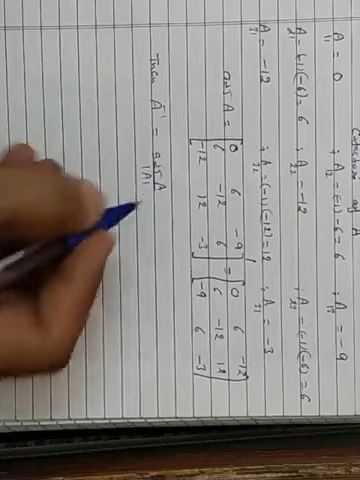 Cofactors of A
A₁₁ = 0 ; A₁₂ = (-1) -6 = 6 ; A₁₃ = -9
A₂₁ = (-1)(-6) = 6 ; A₂₂ = -12 ; A₂₃ = (-1)(-6) = 6
A₃₁ = -12 ; A₃₂ = (-1)(-12) = 12 ; A₃₃ = -3
adj A = [0 6 -9; 6 -12 6; -12 12 -3]' = [0 6 -12; 6 -12 12; -9 6 -3]
Then A⁻¹ = adj A / |A|